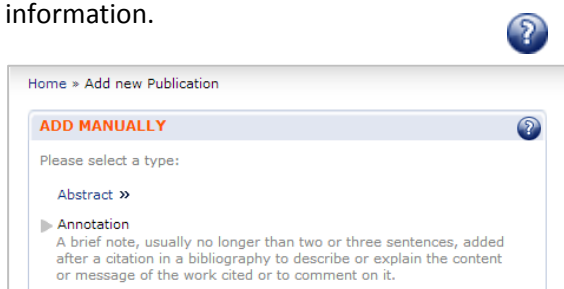 information.
Home » Add new Publication
ADD MANUALLY
Please select a type:
Abstract »
Annotation
A brief note, usually no longer than two or three sentences, added
after a citation in a bibliography to describe or explain the content
or message of the work cited or to comment on it.